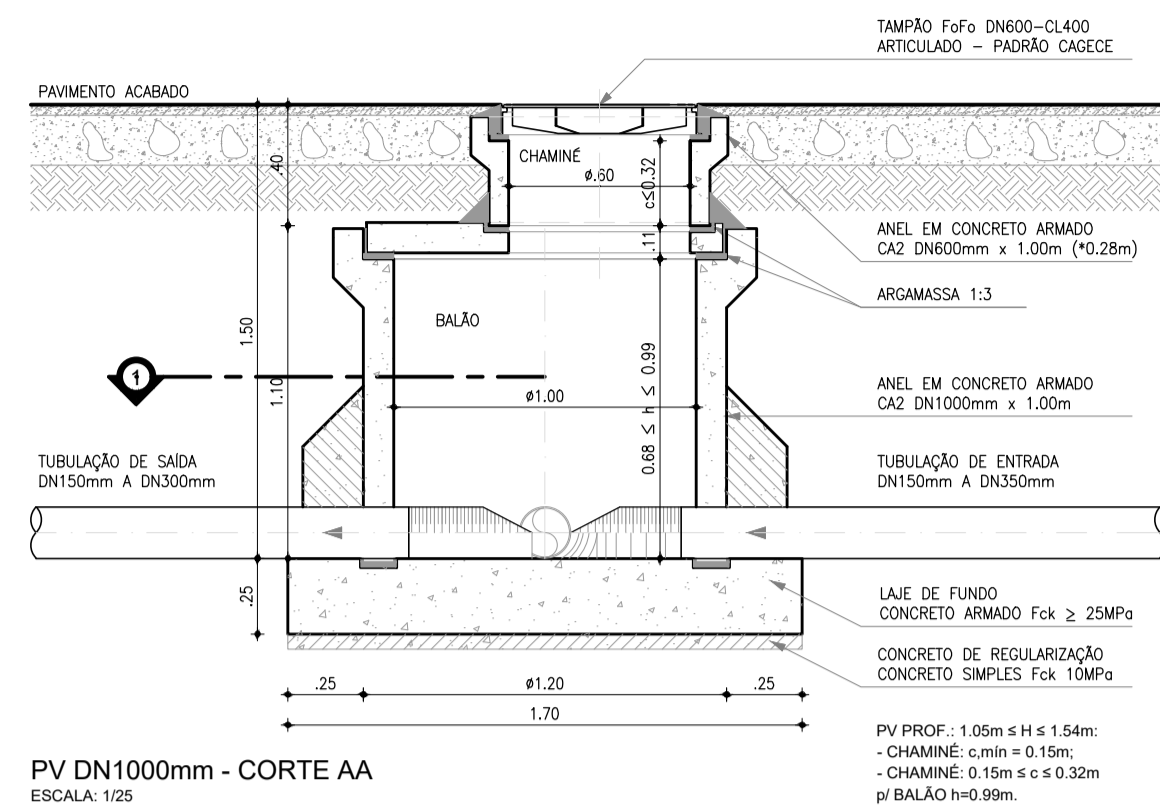 TAMPÃO FoFo DN600-CL400
ARTICULADO – PADRÃO CAGECE
PAVIMENTO ACABADO
CHAMINÉ
ø.60
c≤0.32
.40
.11
ANEL EM CONCRETO ARMADO
CA2 DN600mm x 1.00m (*0.28m)
ARGAMASSA 1:3
BALÃO
1.50
1.10
0.68 ≤ h ≤ 0.99
1
ø1.00
ANEL EM CONCRETO ARMADO
CA2 DN1000mm x 1.00m
TUBULAÇÃO DE SAÍDA
DN150mm A DN300mm
TUBULAÇÃO DE ENTRADA
DN150mm A DN350mm
.25
LAJE DE FUNDO
CONCRETO ARMADO Fck ≥ 25MPa
CONCRETO DE REGULARIZAÇÃO
CONCRETO SIMPLES Fck 10MPa
.25
ø1.20
.25
1.70
PV PROF.: 1.05m ≤ H ≤ 1.54m:
- CHAMINÉ: c,mín = 0.15m;
- CHAMINÉ: 0.15m ≤ c ≤ 0.32m
p/ BALÃO h=0.99m.
PV DN1000mm - CORTE AA
ESCALA: 1/25